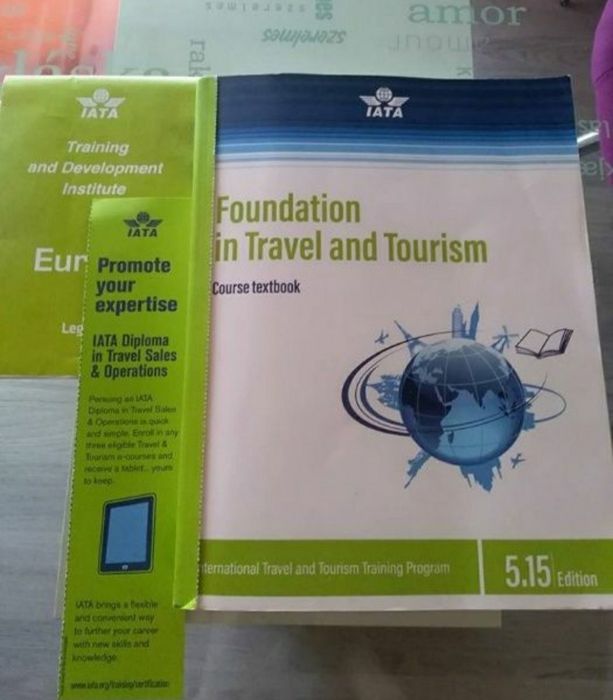 amor
szerelmes
szerelmes
amour
IATA
Training
and Development
Institute
Eur
Leg
IATA
Promote
your
expertise
IATA Diploma
in Travel Sales
& Operations
Pursuing an IATA
Diploma in Travel Sales
& Operations is quick
and simple. Enroll in any
three eligible Travel &
Tourism e-courses and
receive a tablet... yours
to keep.
IATA brings a flexible
and convenient way
to further your career
with new skills and
knowledge.
www.iata.org/training/certification
IATA
Foundation
in Travel and Tourism
Course textbook
nternational Travel and Tourism Training Program
5.15 Edition